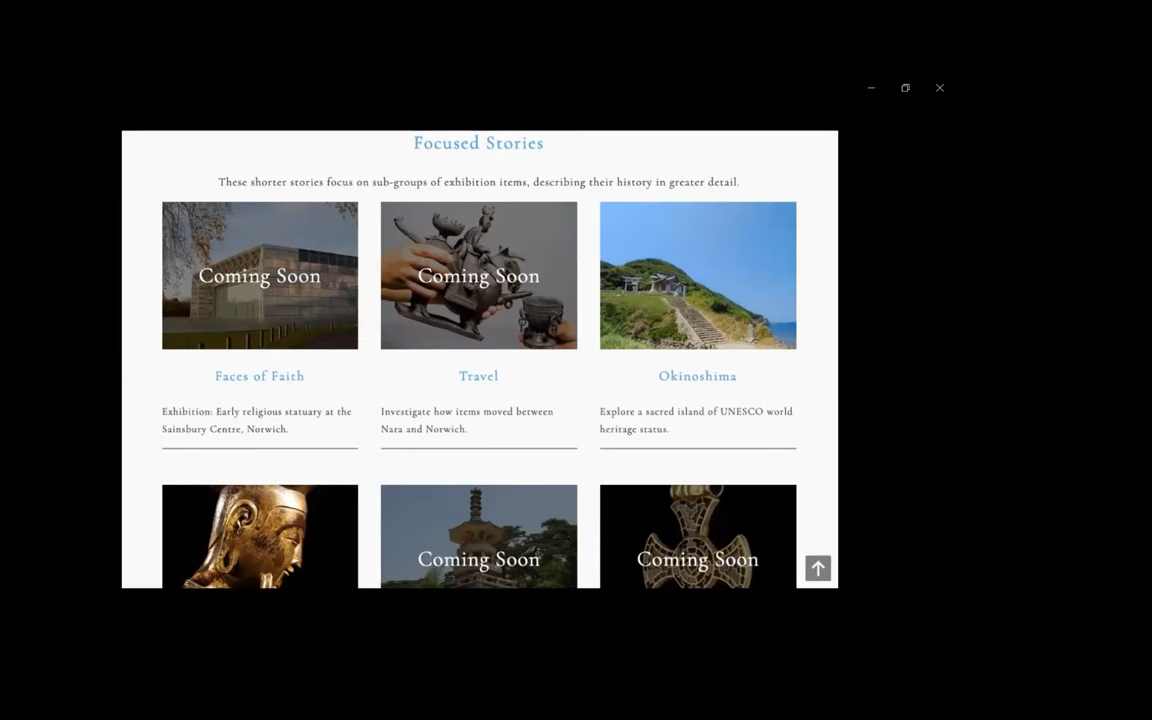 Focused Stories
These shorter stories focus on sub-groups of exhibition items, describing their history in greater detail.
Coming Soon
Coming Soon
Faces of Faith
Travel
Okinoshima
Exhibition: Early religious statuary at the
Sainsbury Centre, Norwich.
Investigate how items moved between
Nara and Norwich.
Explore a sacred island of UNESCO world
heritage status.
Coming Soon
Coming Soon